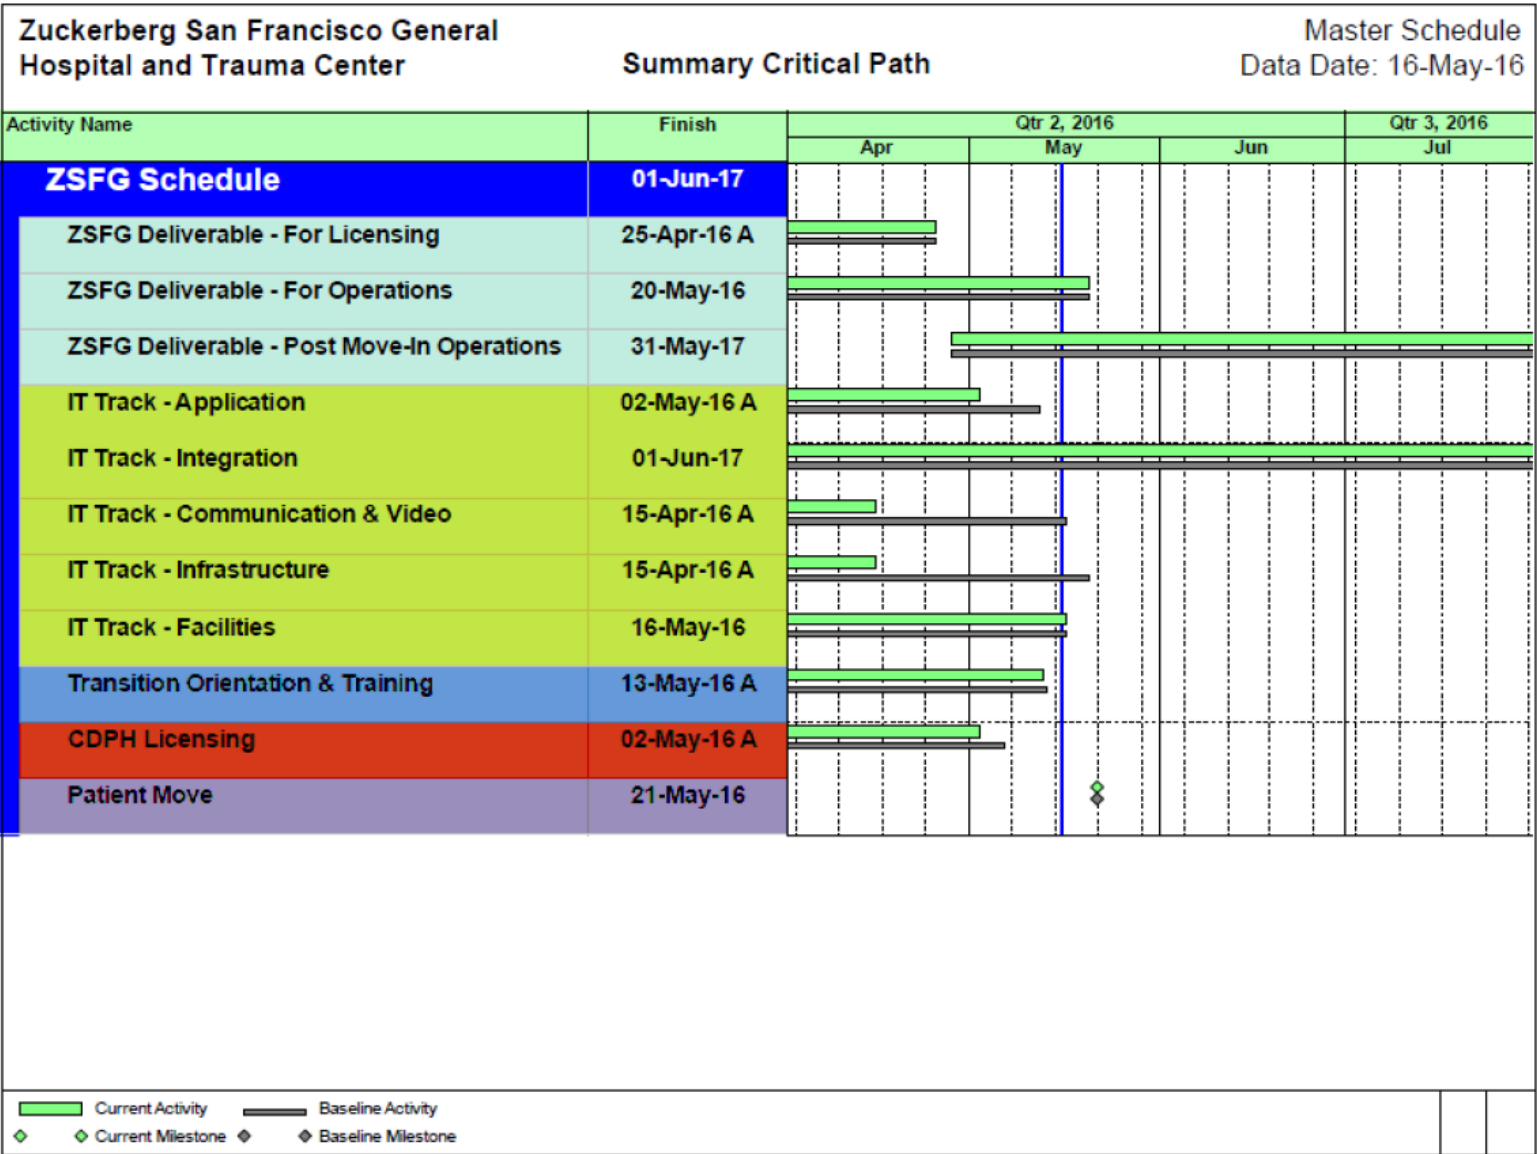 Zuckerberg San Francisco General
Hospital and Trauma Center
Summary Critical Path
Master Schedule
Data Date: 16-May-16
Activity Name Finish Qtr 2, 2016 Qtr 3, 2016
Apr May Jun Jul
ZSFG Schedule 01-Jun-17
ZSFG Deliverable - For Licensing 25-Apr-16 A
ZSFG Deliverable - For Operations 20-May-16
ZSFG Deliverable - Post Move-In Operations 31-May-17
IT Track - Application 02-May-16 A
IT Track - Integration 01-Jun-17
IT Track - Communication & Video 15-Apr-16 A
IT Track - Infrastructure 15-Apr-16 A
IT Track - Facilities 16-May-16
Transition Orientation & Training 13-May-16 A
CDPH Licensing 02-May-16 A
Patient Move 21-May-16
Current Activity Baseline Activity
Current Milestone Baseline Milestone